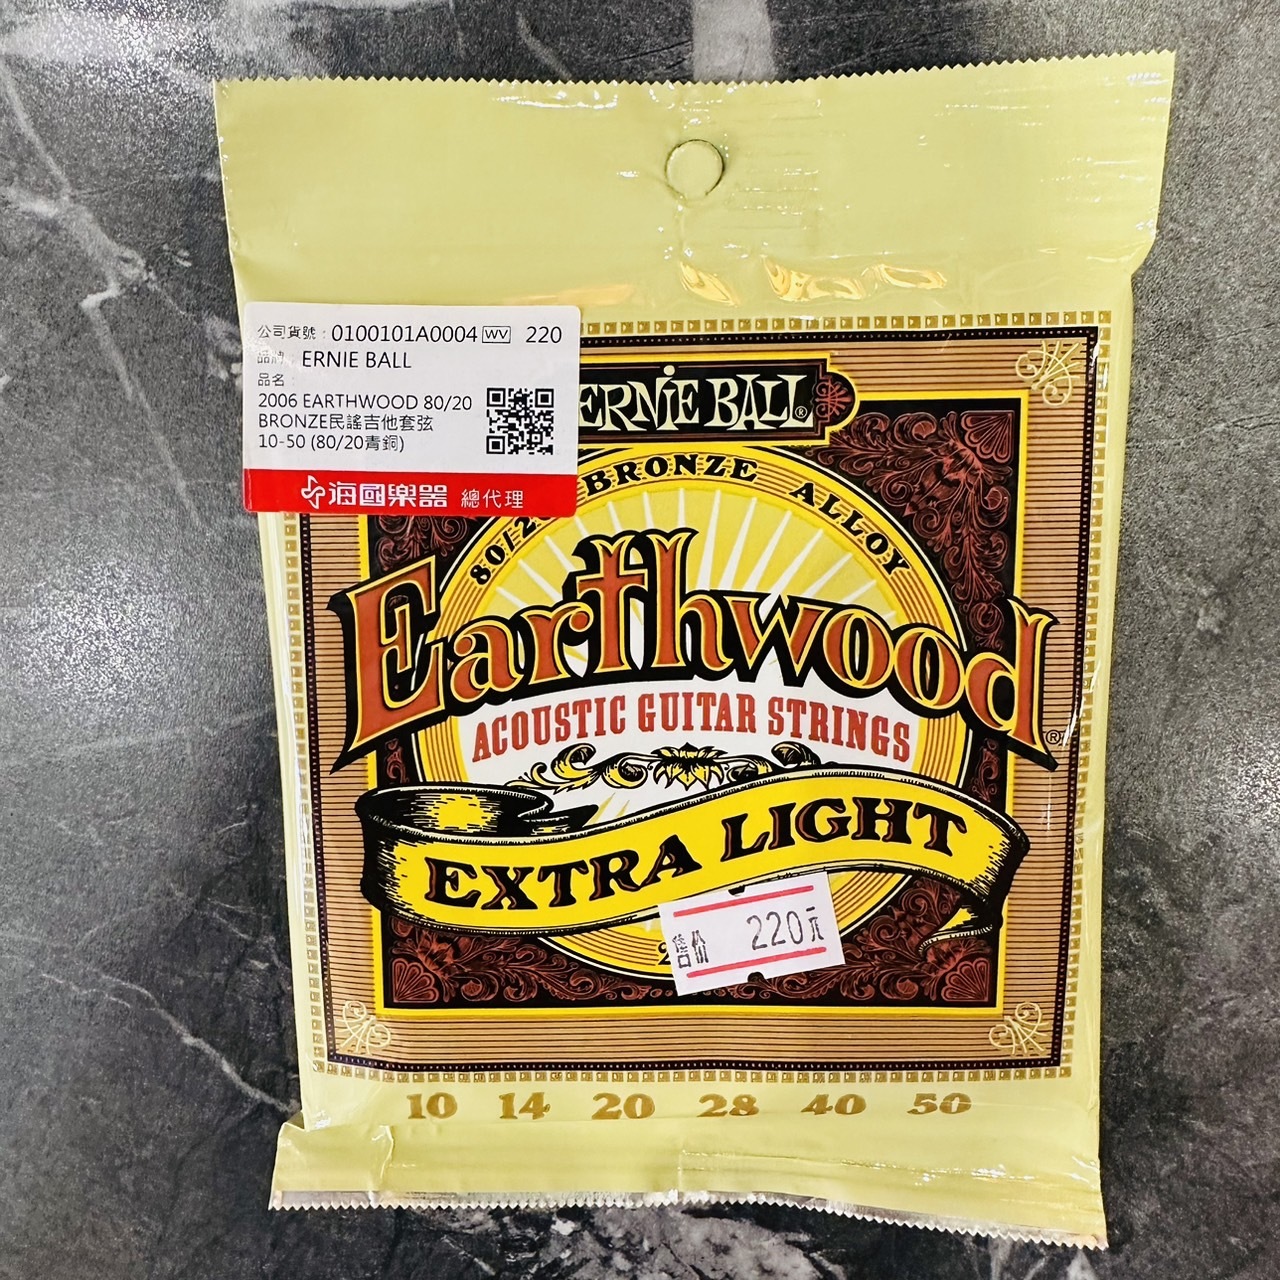 公司貨號：0100101A0004 WV 220
品牌：ERNIE BALL
品名：
2006 EARTHWOOD 80/20
BRONZE民謠吉他套弦
10-50 (80/20青銅)
海國樂器 總代理
ERNIE BALL®
80/20 BRONZE ALLOY
Earthwood®
ACOUSTIC GUITAR STRINGS
EXTRA LIGHT
售价 220元
10 14 20 28 40 50